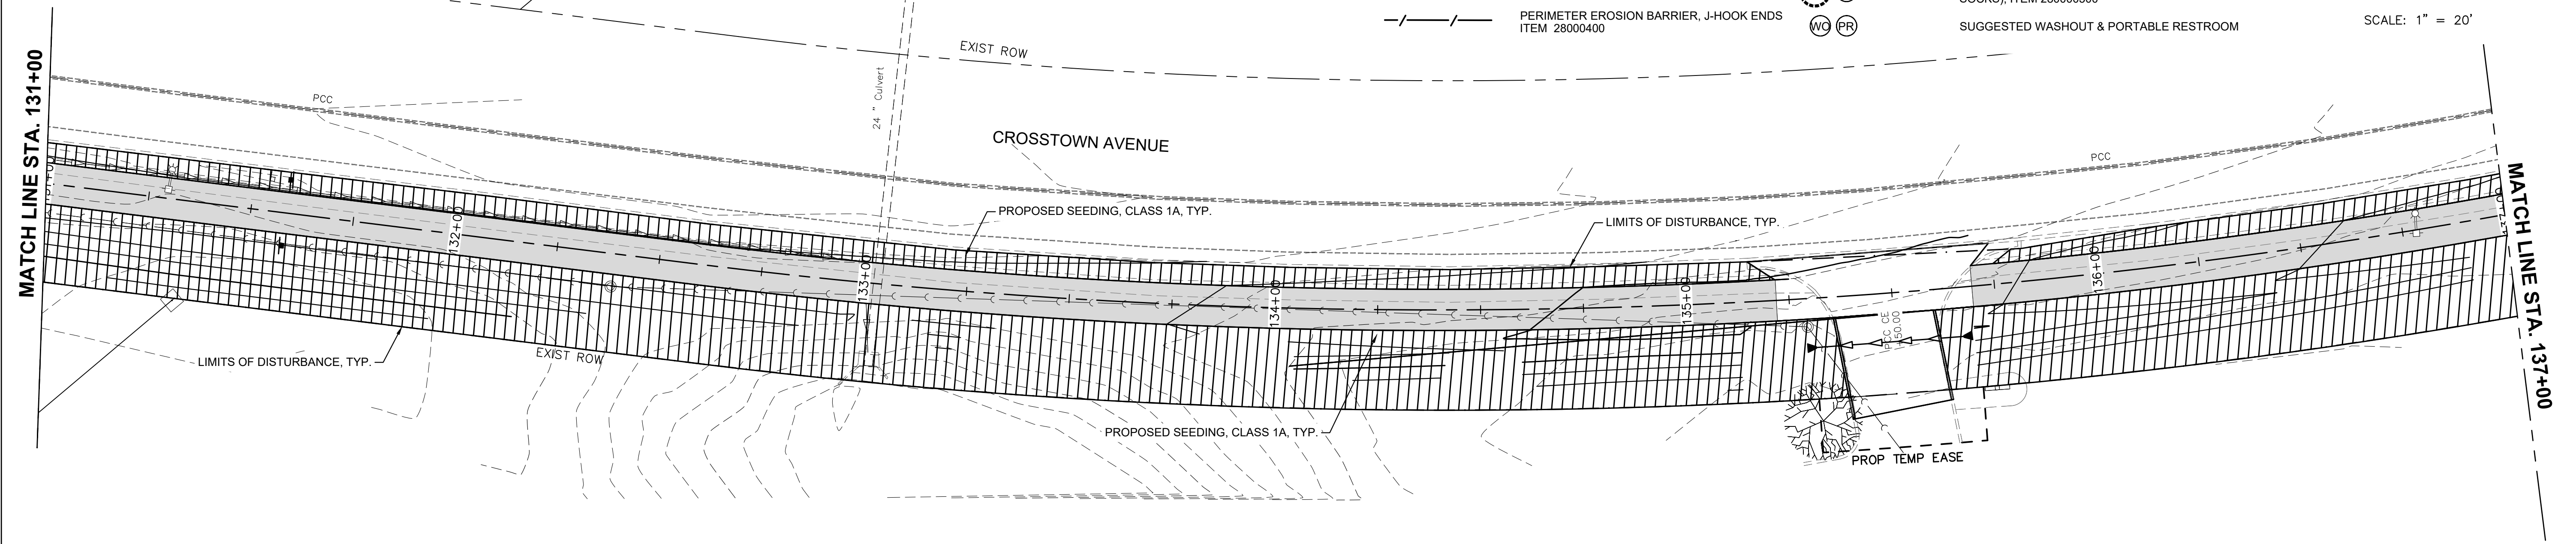 PERIMETER EROSION BARRIER, J-HOOK ENDS
ITEM 28000400
WO PR
SUGGESTED WASHOUT & PORTABLE RESTROOM
SCALE: 1" = 20'
MATCH LINE STA. 131+00
EXIST ROW
PCC
24 " Culvert
CROSSTOWN AVENUE
PCC
PROPOSED SEEDING, CLASS 1A, TYP.
LIMITS OF DISTURBANCE, TYP.
132+00
133+00
134+00
135+00
136+00
MATCH LINE STA. 137+00
PCC CE
LIMITS OF DISTURBANCE, TYP.
EXIST ROW
PROPOSED SEEDING, CLASS 1A, TYP.
PROP TEMP EASE